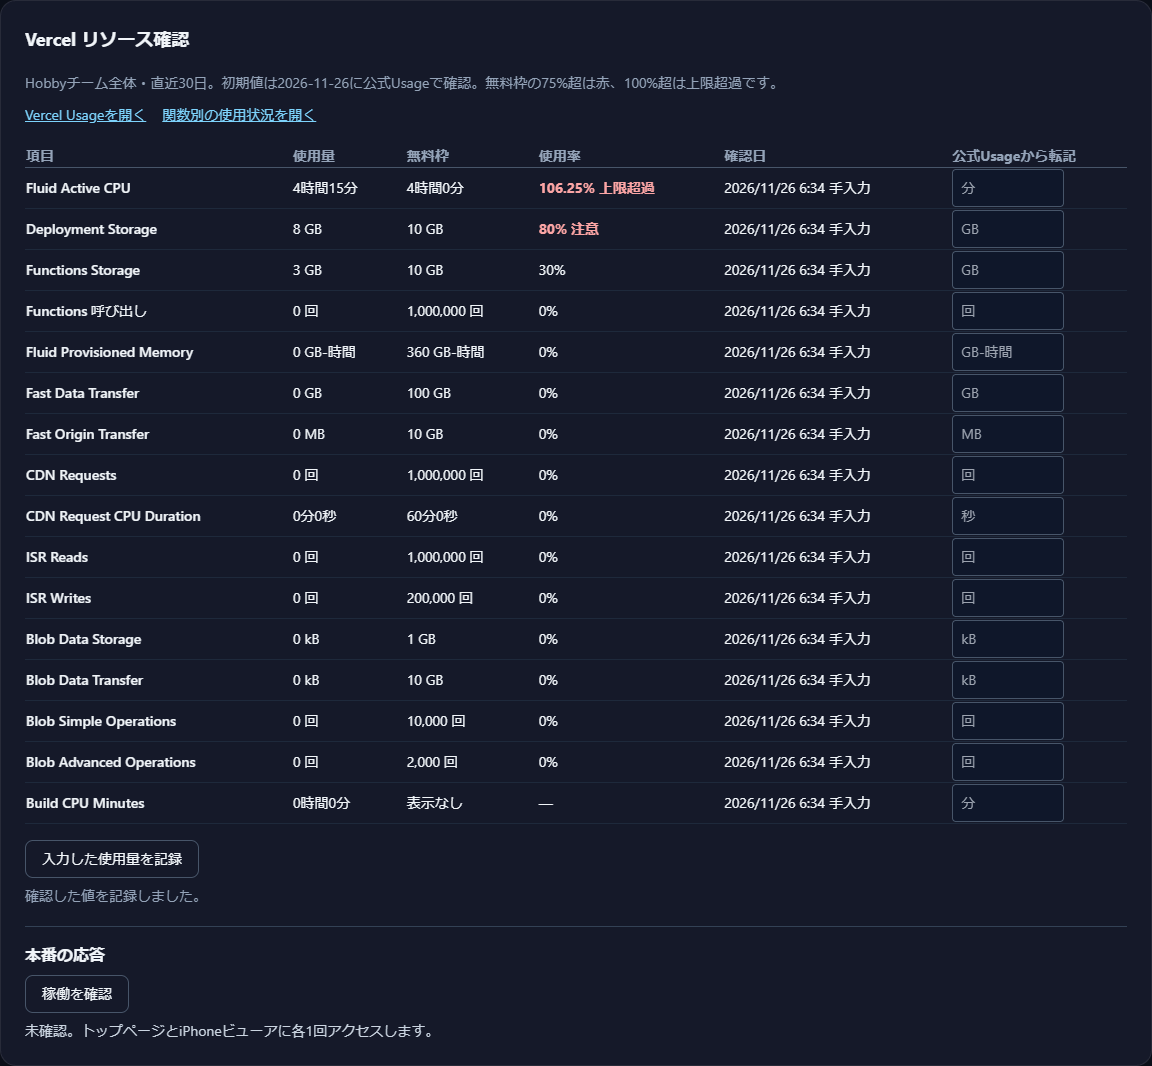 Vercel リソース確認
Hobbyチーム全体・直近30日。初期値は2026-11-26に公式Usageで確認。無料枠の75%超は赤、100%超は上限超過です。
Vercel Usageを開く 関数別の使用状況を開く
項目 使用量 無料枠 使用率 確認日 公式Usageから転記
Fluid Active CPU 4時間15分 4時間0分 106.25% 上限超過 2026/11/26 6:34 手入力 分
Deployment Storage 8 GB 10 GB 80% 注意 2026/11/26 6:34 手入力 GB
Functions Storage 3 GB 10 GB 30% 2026/11/26 6:34 手入力 GB
Functions 呼び出し 0 回 1,000,000 回 0% 2026/11/26 6:34 手入力 回
Fluid Provisioned Memory 0 GB-時間 360 GB-時間 0% 2026/11/26 6:34 手入力 GB-時間
Fast Data Transfer 0 GB 100 GB 0% 2026/11/26 6:34 手入力 GB
Fast Origin Transfer 0 MB 10 GB 0% 2026/11/26 6:34 手入力 MB
CDN Requests 0 回 1,000,000 回 0% 2026/11/26 6:34 手入力 回
CDN Request CPU Duration 0分0秒 60分0秒 0% 2026/11/26 6:34 手入力 秒
ISR Reads 0 回 1,000,000 回 0% 2026/11/26 6:34 手入力 回
ISR Writes 0 回 200,000 回 0% 2026/11/26 6:34 手入力 回
Blob Data Storage 0 kB 1 GB 0% 2026/11/26 6:34 手入力 kB
Blob Data Transfer 0 kB 10 GB 0% 2026/11/26 6:34 手入力 kB
Blob Simple Operations 0 回 10,000 回 0% 2026/11/26 6:34 手入力 回
Blob Advanced Operations 0 回 2,000 回 0% 2026/11/26 6:34 手入力 回
Build CPU Minutes 0時間0分 表示なし — 2026/11/26 6:34 手入力 分
入力した使用量を記録
確認した値を記録しました。
本番の応答
稼働を確認
未確認。トップページとiPhoneビューアに各1回アクセスします。